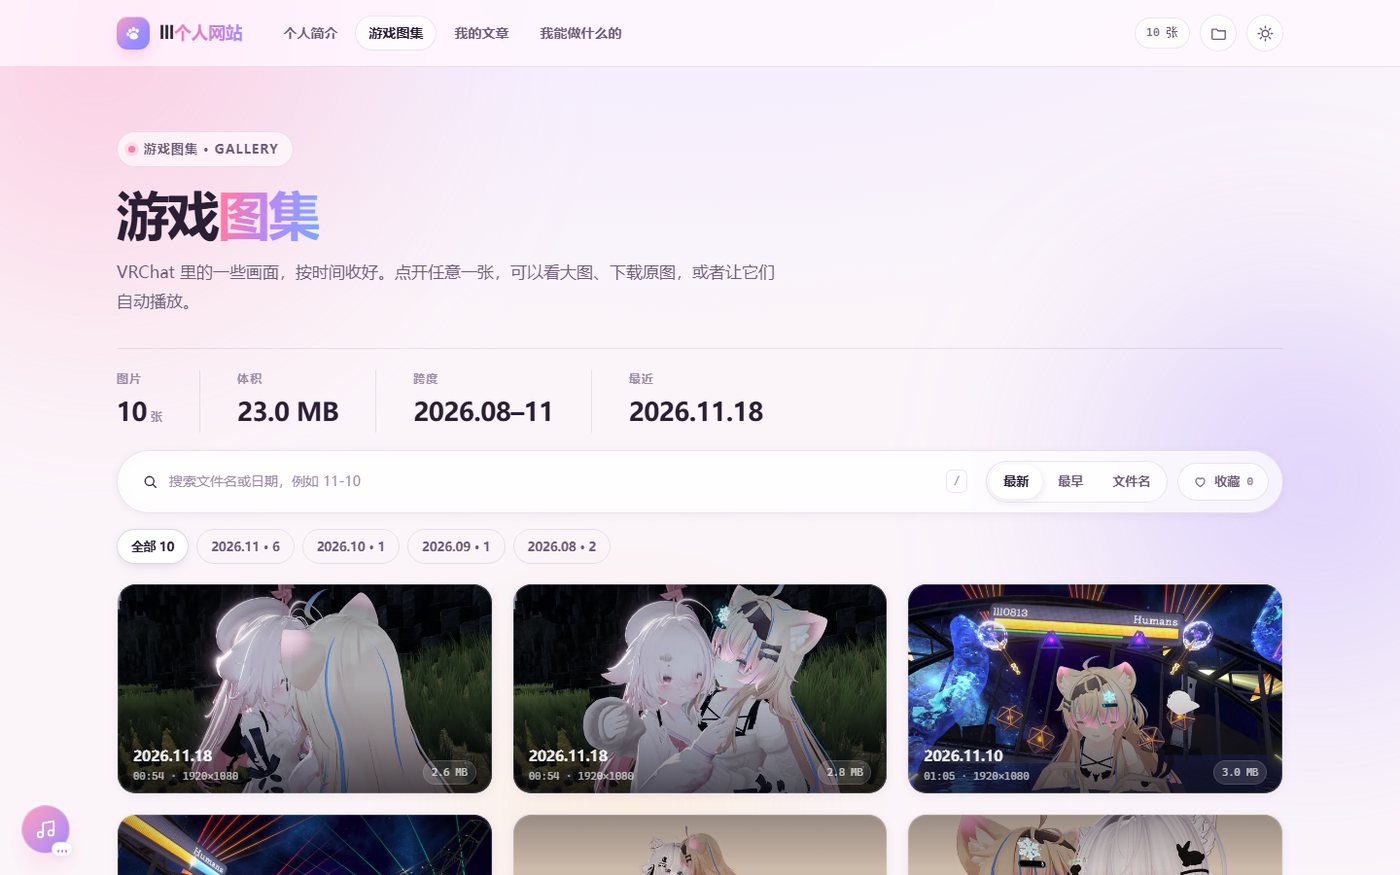 lll个人网站
个人简介
游戏图集
我的文章
我能做什么的
10 张
游戏图集 • GALLERY
游戏图集
VRChat 里的一些画面，按时间收好。点开任意一张，可以看大图、下载原图，或者让它们
自动播放。
图片
10 张
体积
23.0 MB
跨度
2026.08–11
最近
2026.11.18
搜索文件名或日期，例如 11-10
/
最新
最早
文件名
收藏 0
全部 10
2026.11 • 6
2026.10 • 1
2026.09 • 1
2026.08 • 2
2026.11.18
00:54 · 1920×1080
2.6 MB
2026.11.18
00:54 · 1920×1080
2.8 MB
lll0813
Humans
2026.11.10
01:05 · 1920×1080
3.0 MB
Humans